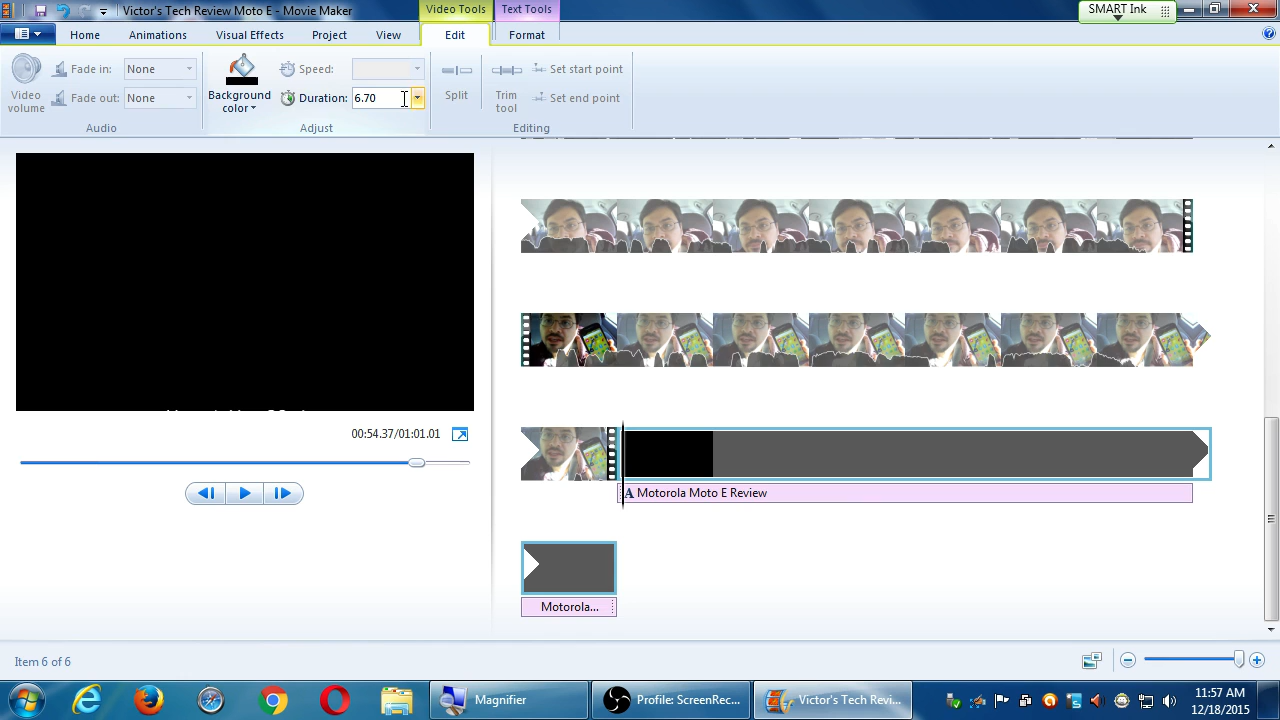 Victor's Tech Review Moto E - Movie Maker
Video Tools
Text Tools
SMART Ink
Home
Animations
Visual Effects
Project
View
Edit
Format
Video volume
Fade in:
None
Fade out:
None
Audio
Background color
Speed:
Duration:
6.70
Adjust
Split
Trim tool
Set start point
Set end point
Editing
00:54.37/01:01.01
A Motorola Moto E Review
Motorola...
Item 6 of 6
Magnifier
Profile: ScreenRec...
Victor's Tech Revi...
11:57 AM
12/18/2015